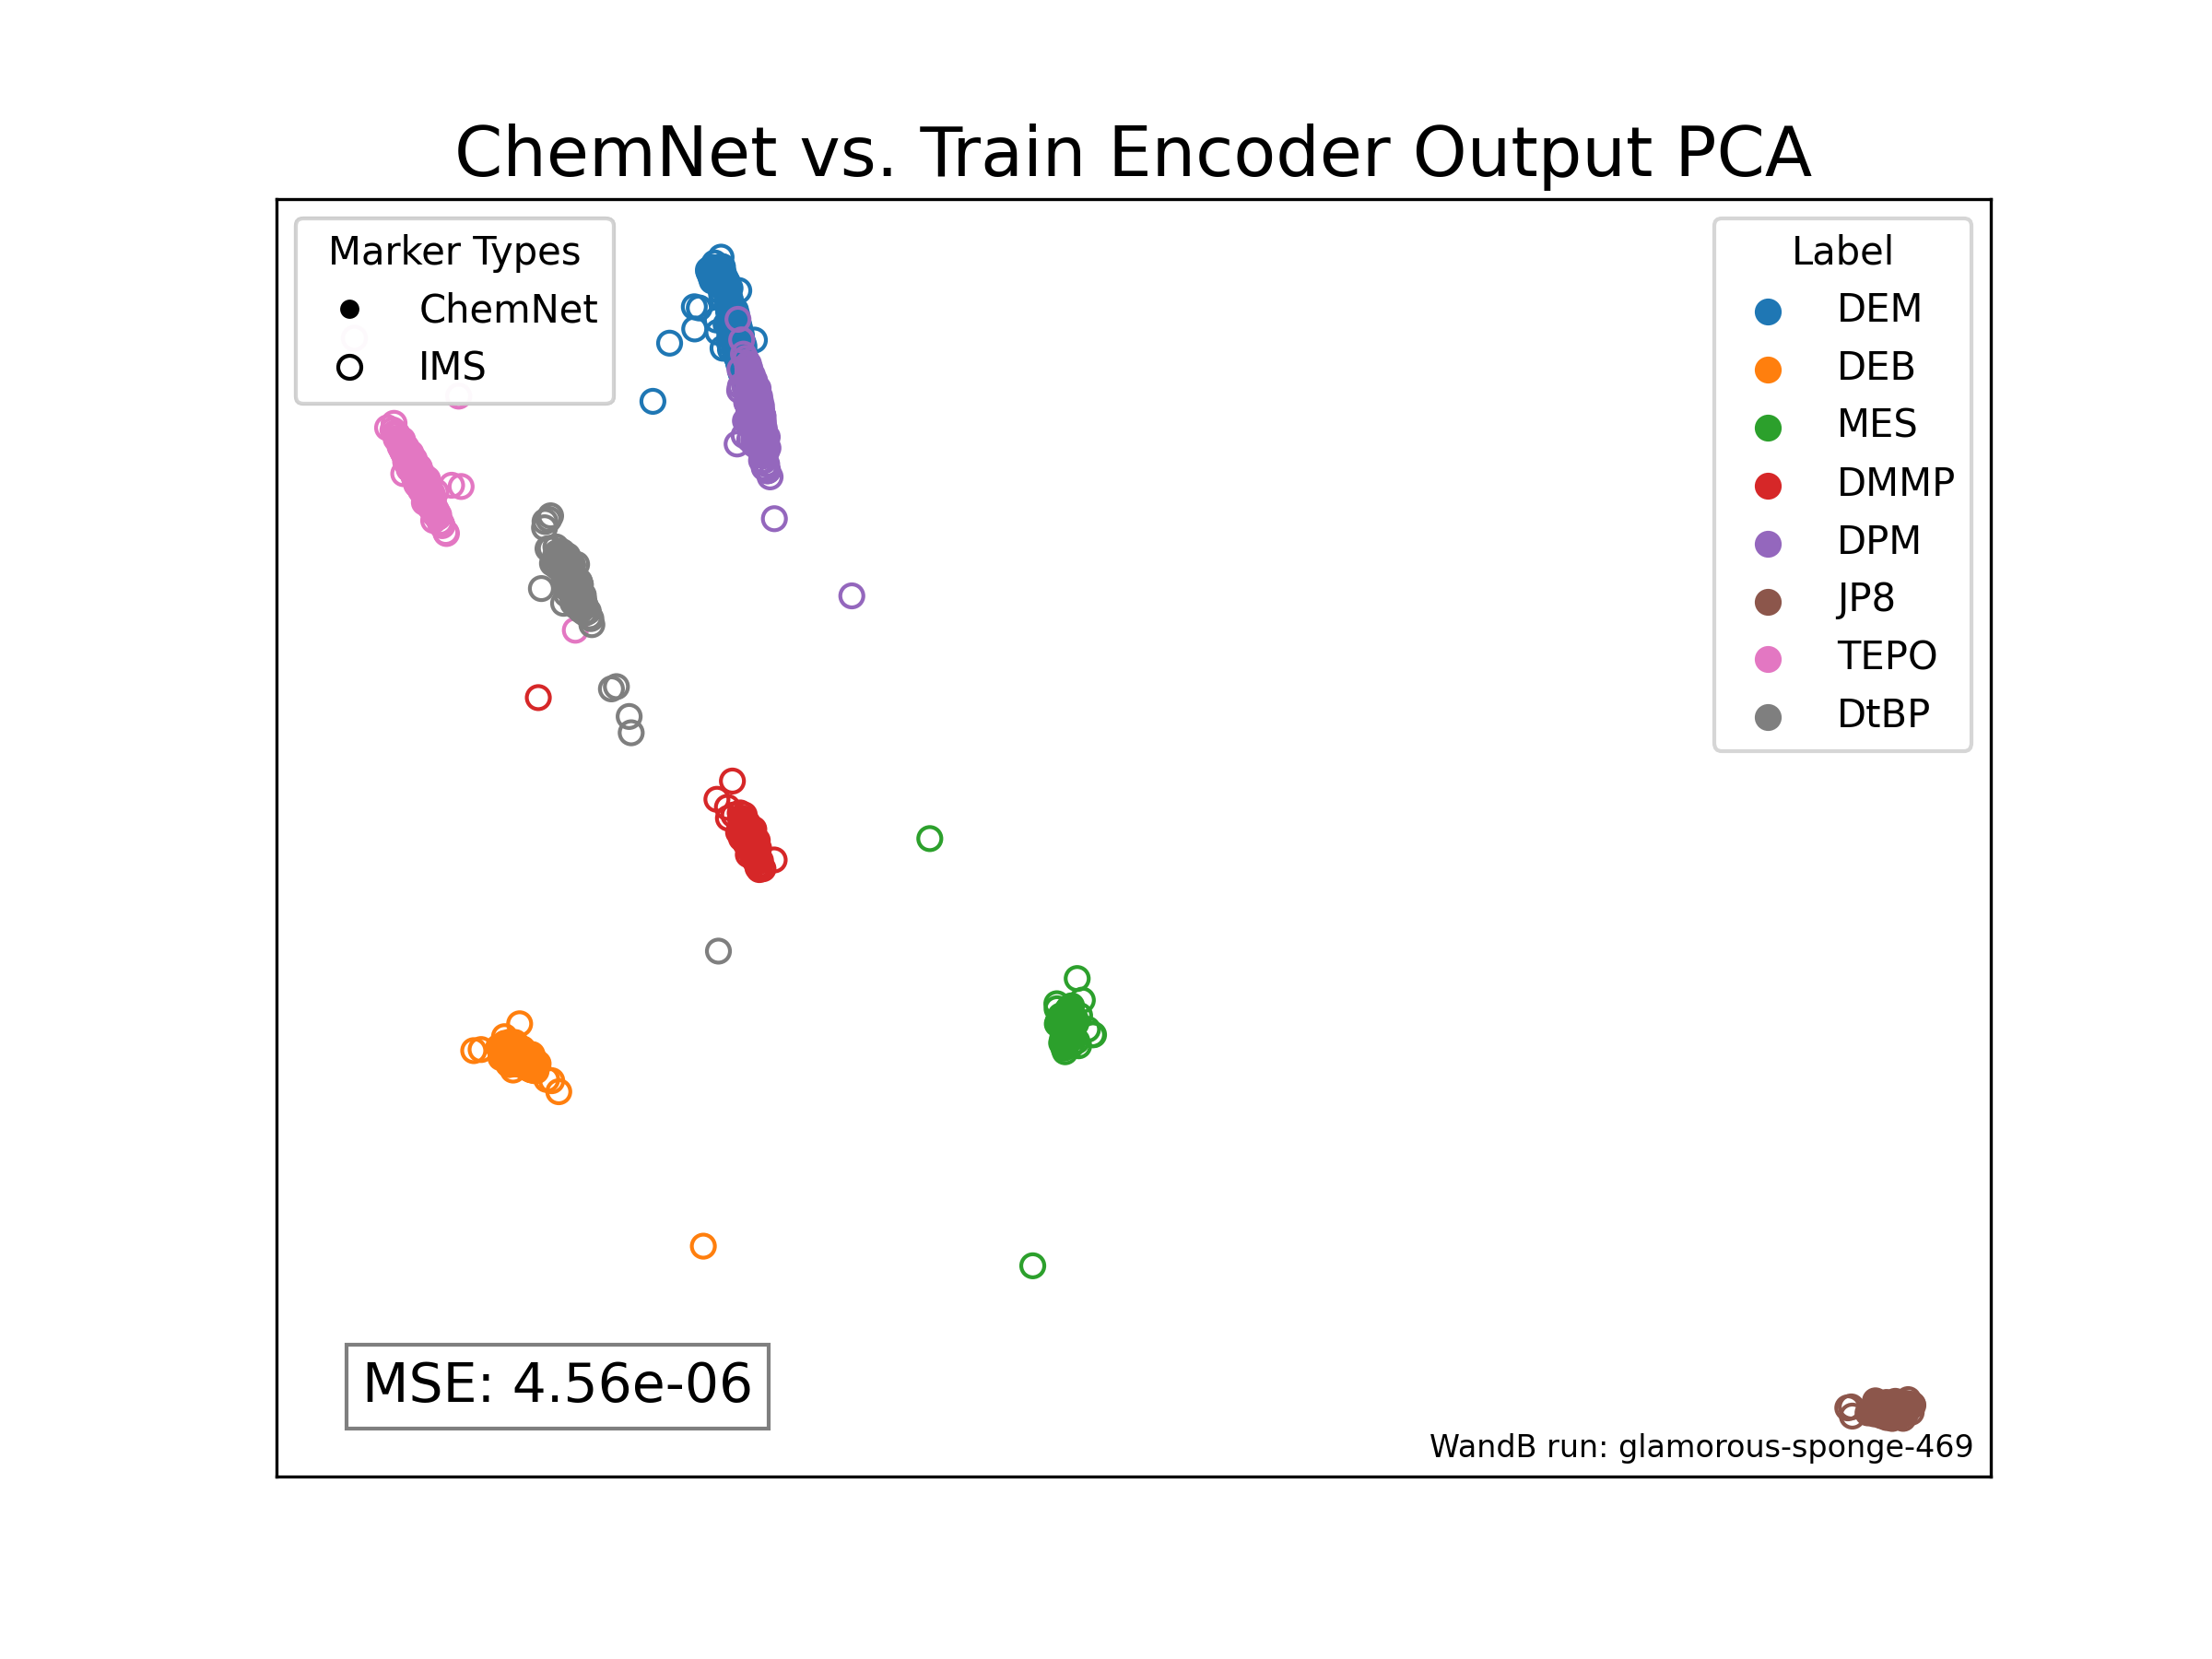 ChemNet vs. Train Encoder Output PCA
Marker Types
ChemNet
IMS
Label
DEM
DEB
MES
DMMP
DPM
JP8
TEPO
DtBP
MSE: 4.56e-06
WandB run: glamorous-sponge-469